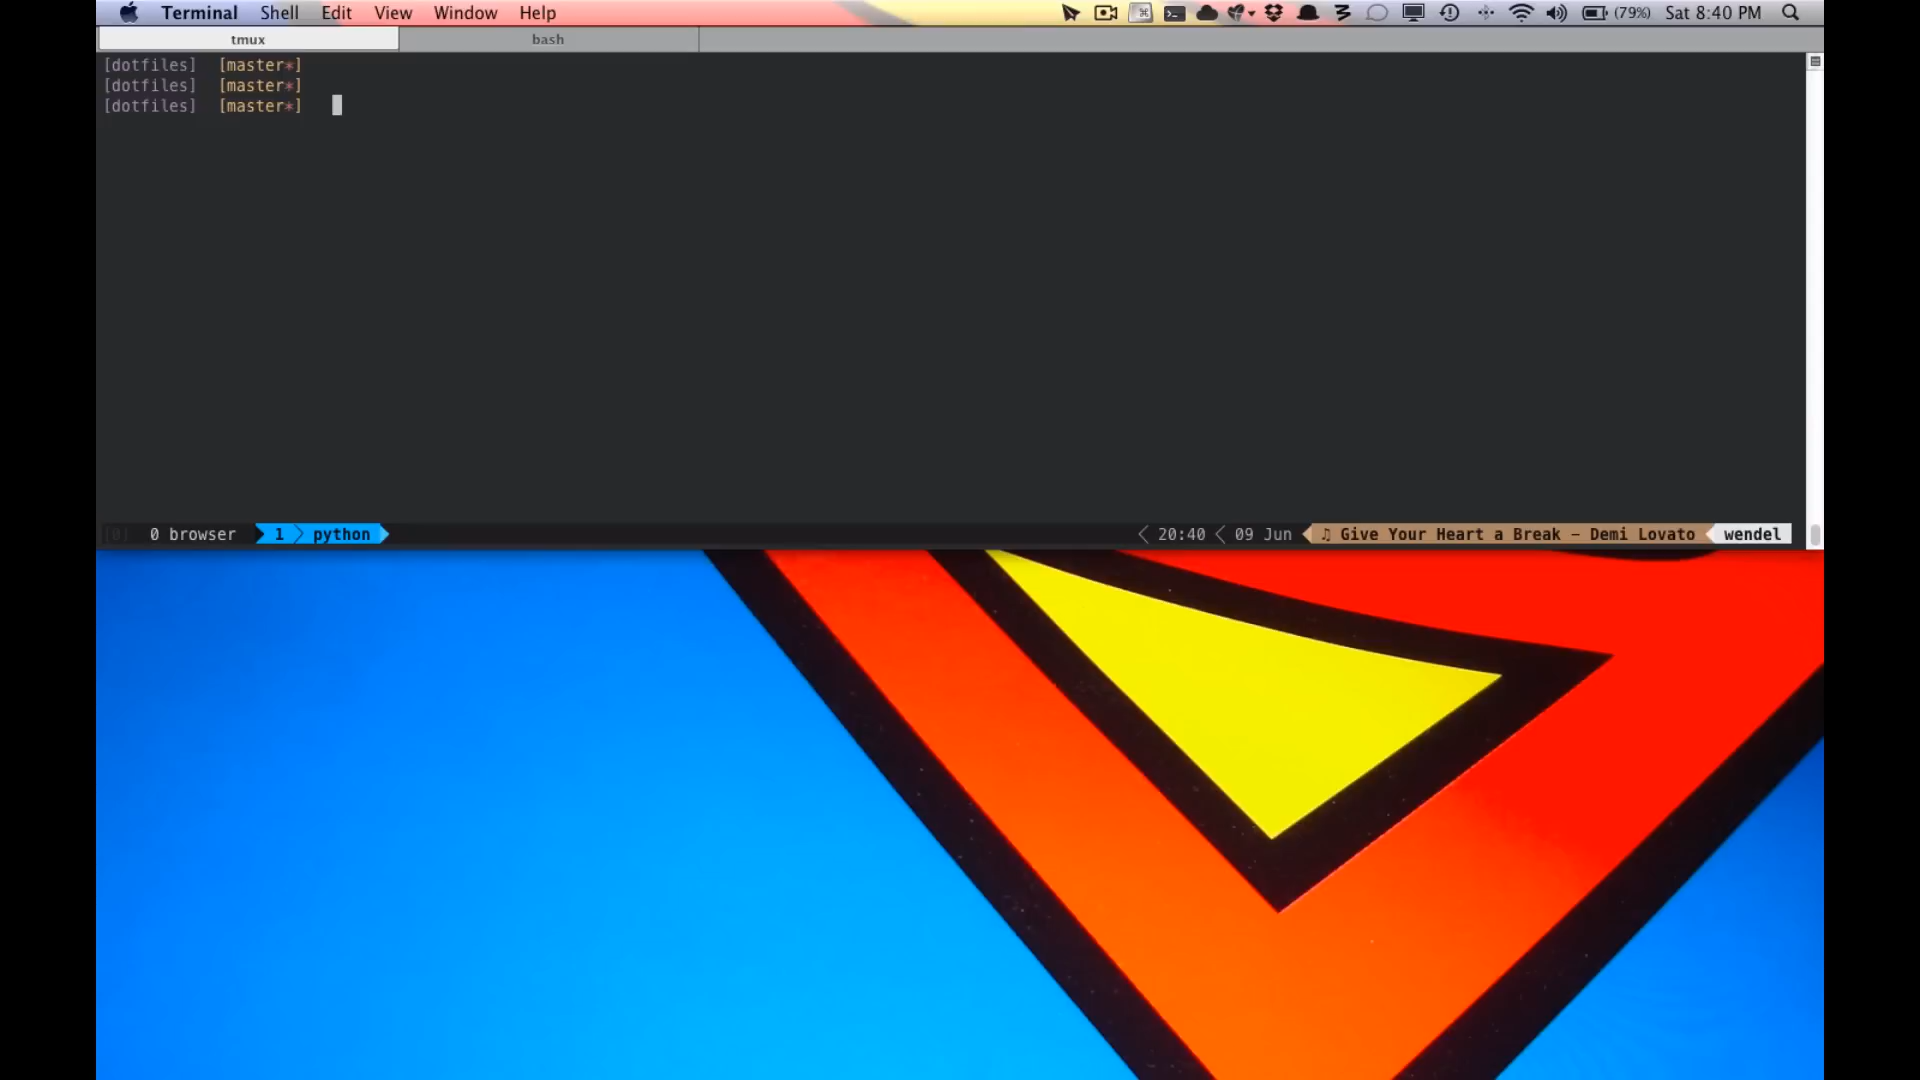 Terminal Shell Edit View Window Help (79%) Sat 8:40 PM
tmux bash
[dotfiles] [master*]
[dotfiles] [master*]
[dotfiles] [master*]
[0] 0 browser 1 python 20:40 09 Jun ♫ Give Your Heart a Break – Demi Lovato wendel